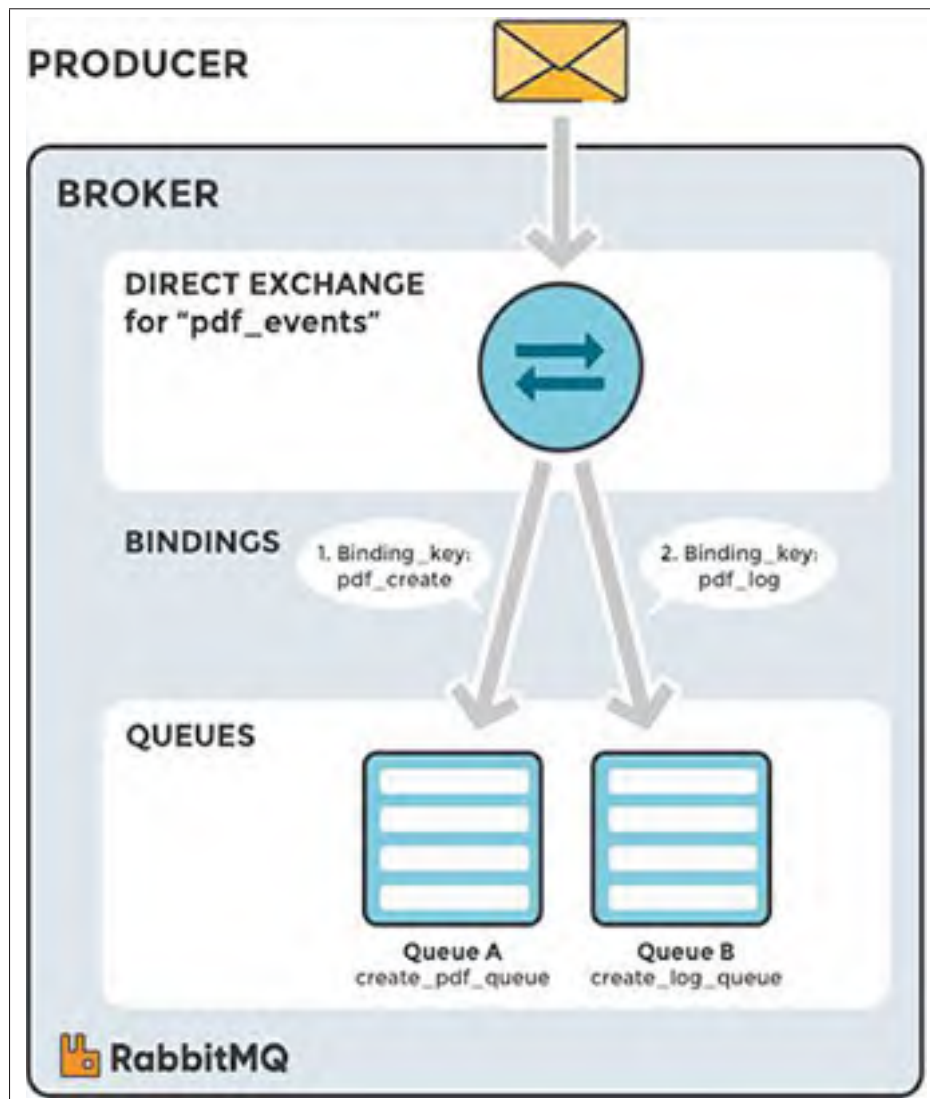 PRODUCER
BROKER
DIRECT EXCHANGE
for “pdf_events”
BINDINGS
1. Binding_key:
pdf_create
2. Binding_key:
pdf_log
QUEUES
Queue A
create_pdf_queue
Queue B
create_log_queue
RabbitMQ